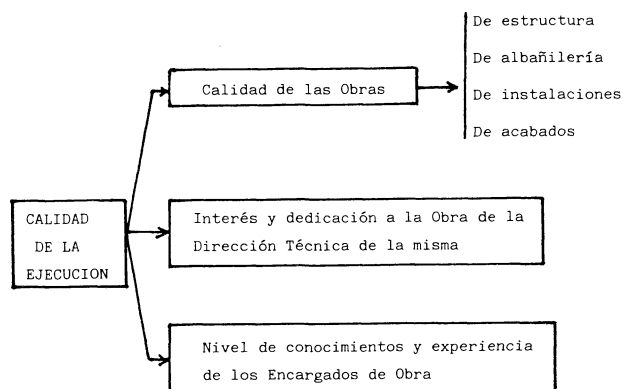 De estructura
De albañilería
Calidad de las Obras
De instalaciones
De acabados
CALIDAD
DE LA
EJECUCION
Interés y dedicación a la Obra de la
Dirección Técnica de la misma
Nivel de conocimientos y experiencia
de los Encargados de Obra